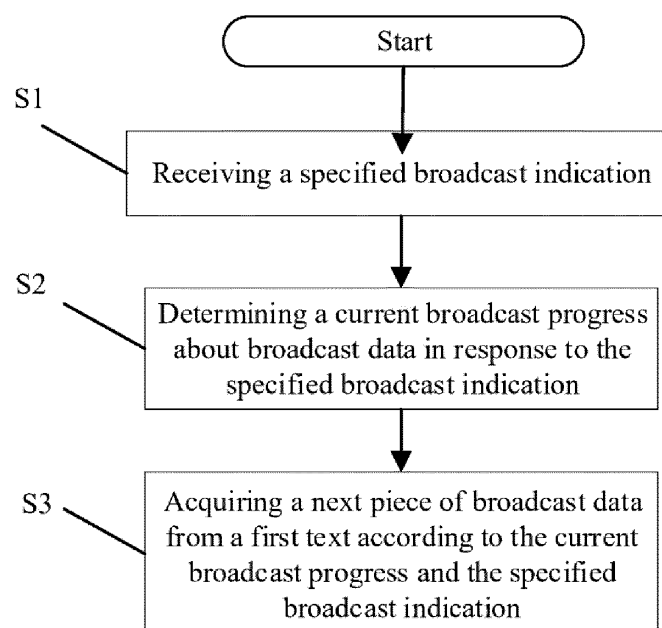 Start
S1
Receiving a specified broadcast indication
S2
Determining a current broadcast progress
about broadcast data in response to the
specified broadcast indication
S3
Acquiring a next piece of broadcast data
from a first text according to the current
broadcast progress and the specified
broadcast indication